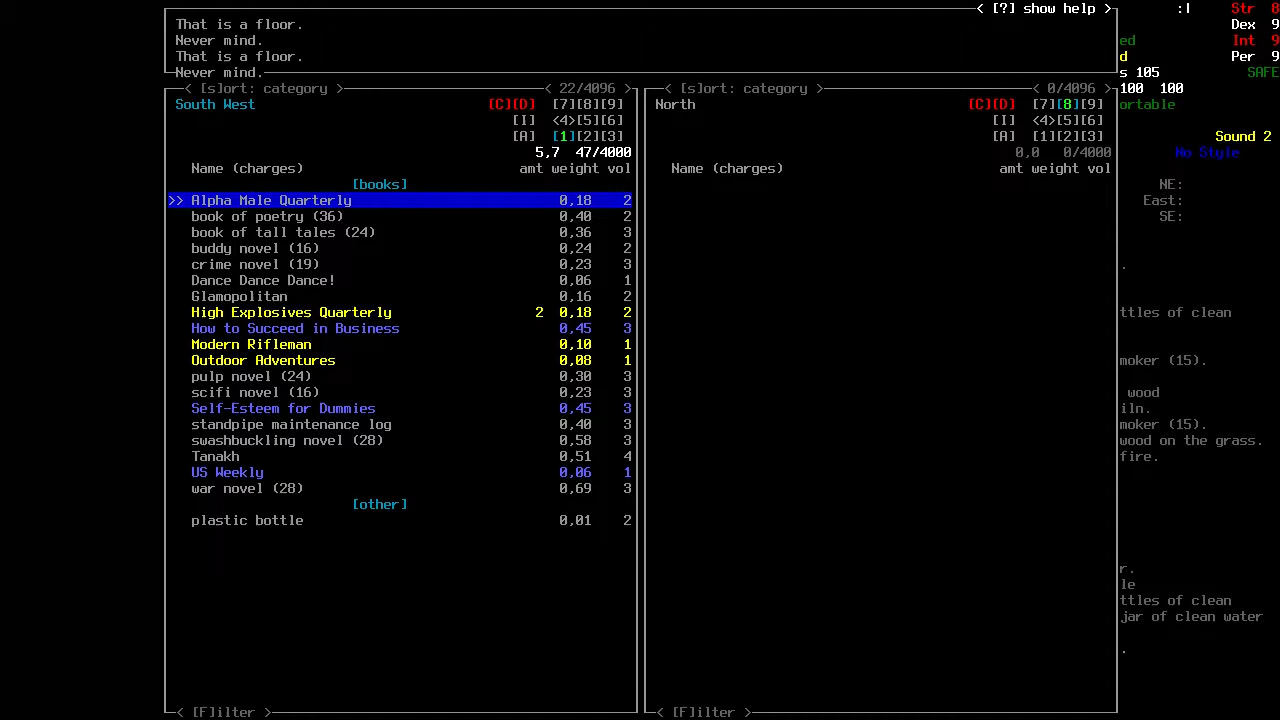 < [?] show help >
:| Str 8
That is a floor.
Dex 9
Never mind.
ed Int 9
That is a floor.
d Per 9
Never mind.
s 105 SAFE
< [s]ort: category > < 22/4096 >
< [s]ort: category > < 0/4096 >
100 100
South West [C][D] [7][8][9]
North [C][D] [7][8][9]
ortable
[I] <4>[5][6]
[I] <4>[5][6]
[A] [1][2][3]
[A] [1][2][3]
Sound 2
5,7 47/4000
0,0 0/4000
No Style
Name (charges) amt weight vol
Name (charges) amt weight vol
[books]
NE:
>> Alpha Male Quarterly 0,18 2
East:
book of poetry (36) 0,40 2
SE:
book of tall tales (24) 0,36 3
buddy novel (16) 0,24 2
crime novel (19) 0,23 3
.
Dance Dance Dance! 0,06 1
Glamopolitan 0,16 2
High Explosives Quarterly 2 0,18 2
ttles of clean
How to Succeed in Business 0,45 3
Modern Rifleman 0,10 1
Outdoor Adventures 0,08 1
moker (15).
pulp novel (24) 0,30 3
scifi novel (16) 0,23 3
wood
Self-Esteem for Dummies 0,45 3
iln.
standpipe maintenance log 0,40 3
moker (15).
swashbuckling novel (28) 0,58 3
wood on the grass.
Tanakh 0,51 4
fire.
US Weekly 0,06 1
war novel (28) 0,69 3
[other]
plastic bottle 0,01 2
r.
le
ttles of clean
jar of clean water
.
< [F]ilter >
< [F]ilter >